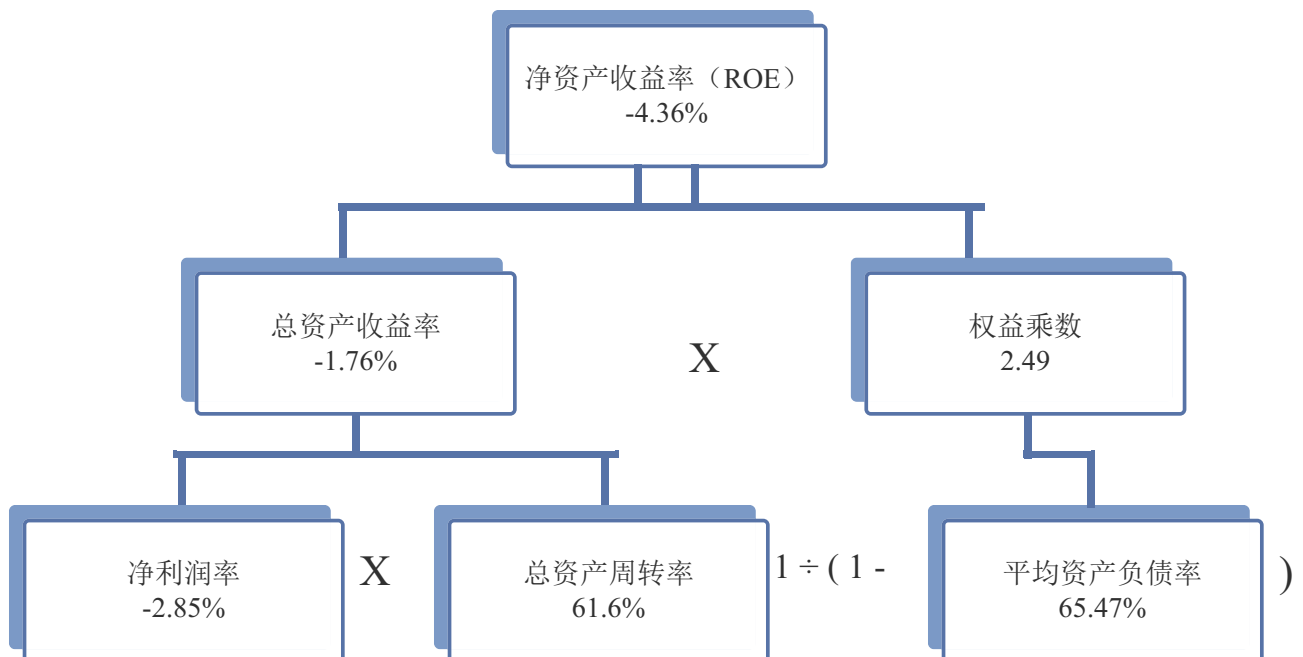 净资产收益率（ROE）
-4.36%
总资产收益率
-1.76%
X
权益乘数
2.49
净利润率
-2.85%
X
总资产周转率
61.6%
1 ÷ ( 1 -
平均资产负债率
65.47%
)